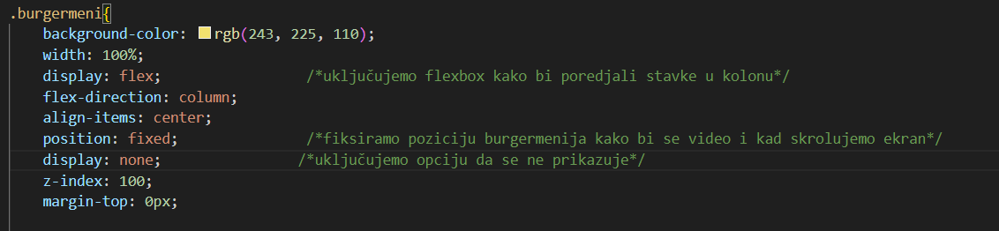 .burgermeni{
background-color: rgb(243, 225, 110);
width: 100%;
display: flex; /*uključujemo flexbox kako bi poredjali stavke u kolonu*/
flex-direction: column;
align-items: center;
position: fixed; /*fiksiramo poziciju burgermenija kako bi se video i kad skrolujemo ekran*/
display: none; /*uključujemo opciju da se ne prikazuje*/
z-index: 100;
margin-top: 0px;